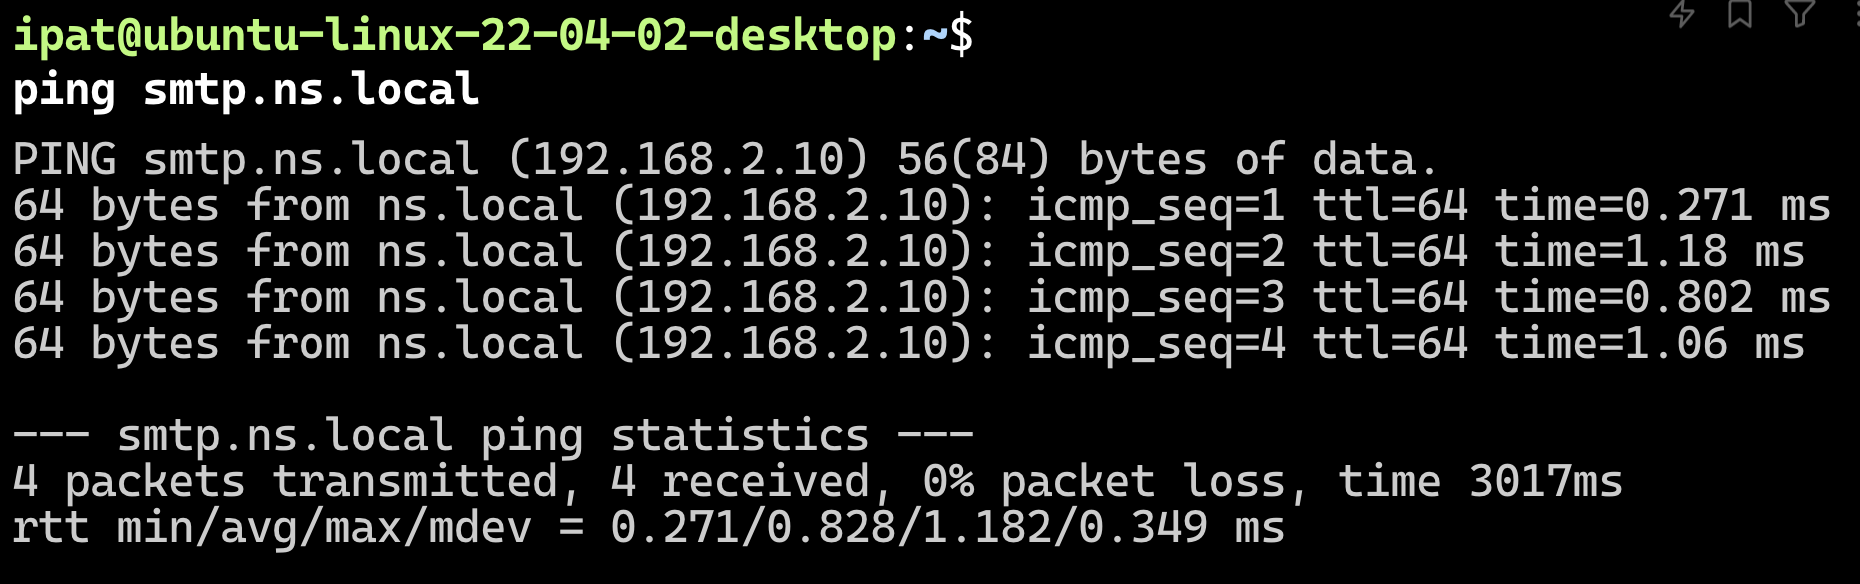 ipat@ubuntu-linux-22-04-02-desktop:~$
ping smtp.ns.local
PING smtp.ns.local (192.168.2.10) 56(84) bytes of data.
64 bytes from ns.local (192.168.2.10): icmp_seq=1 ttl=64 time=0.271 ms
64 bytes from ns.local (192.168.2.10): icmp_seq=2 ttl=64 time=1.18 ms
64 bytes from ns.local (192.168.2.10): icmp_seq=3 ttl=64 time=0.802 ms
64 bytes from ns.local (192.168.2.10): icmp_seq=4 ttl=64 time=1.06 ms
--- smtp.ns.local ping statistics ---
4 packets transmitted, 4 received, 0% packet loss, time 3017ms
rtt min/avg/max/mdev = 0.271/0.828/1.182/0.349 ms